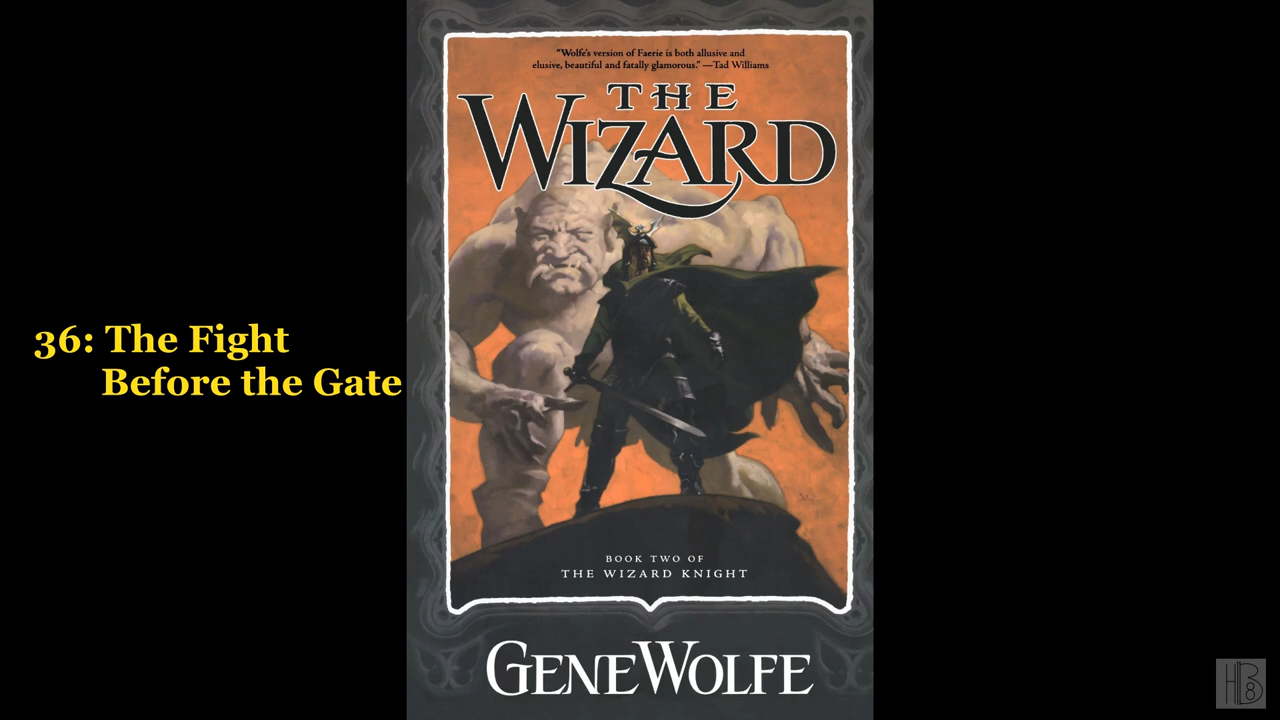 36: The Fight
Before the Gate
“Wolfe’s version of Faerie is both allusive and
elusive, beautiful and fatally glamorous.” —Tad Williams
THE
WIZARD
BOOK TWO OF
THE WIZARD KNIGHT
GENE WOLFE
HB8